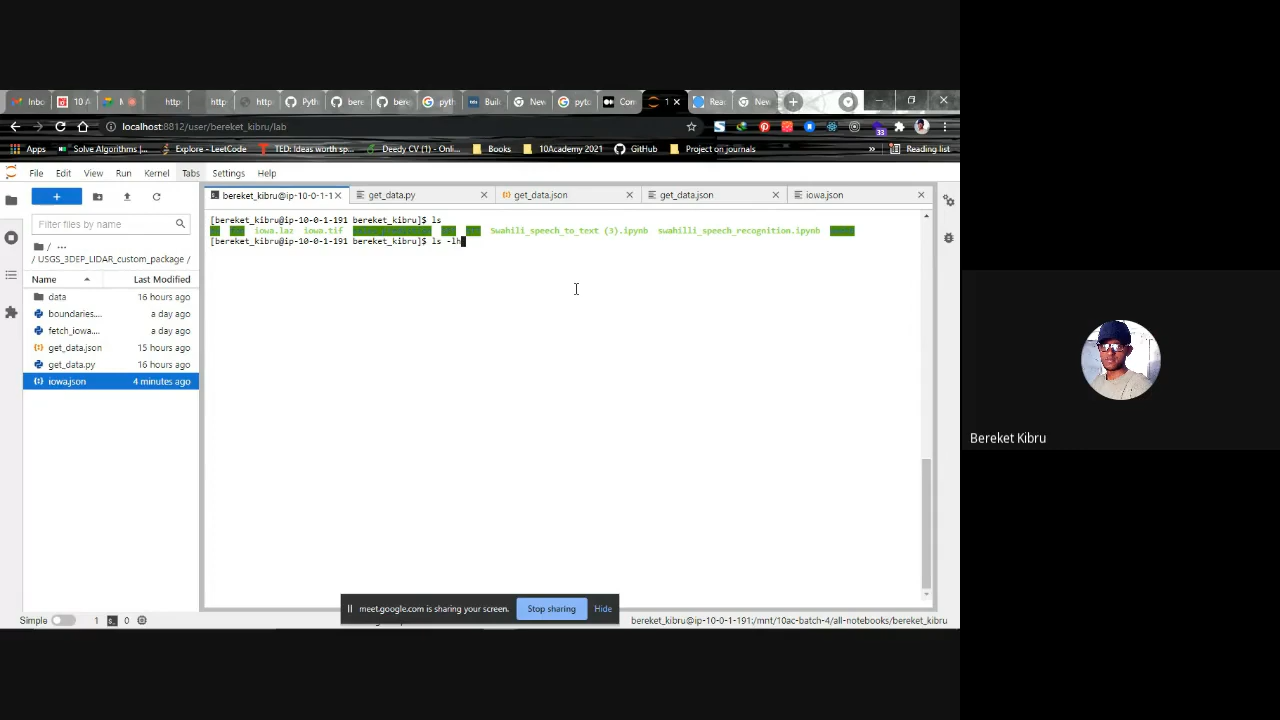 Inbo
10 A
M
http
http
http
Pyth
bere
bere
pyth
Buil
New
pyto
Con
1
Rea
New
localhost:8812/user/bereket_kibru/lab
33
Apps
Solve Algorithms |...
Explore - LeetCode
TED: Ideas worth sp...
Deedy CV (1) - Onli...
Books
10Academy 2021
GitHub
Project on journals
»
Reading list
File Edit View Run Kernel Tabs Settings Help
bereket_kibru@ip-10-0-1-1
get_data.py
get_data.json
get_data.json
iowa.json
Filter files by name
/ ...
/ USGS_3DEP_LIDAR_custom_package /
Name Last Modified
data 16 hours ago
boundaries.... a day ago
fetch_iowa.... a day ago
get_data.json 15 hours ago
get_data.py 16 hours ago
iowa.json 4 minutes ago
[bereket_kibru@ip-10-0-1-191 bereket_kibru]$ ls
iowa.laz iowa.tif Swahili_speech_to_text (3).ipynb swahilli_speech_recognition.ipynb
[bereket_kibru@ip-10-0-1-191 bereket_kibru]$ ls -lh
meet.google.com is sharing your screen.
Stop sharing
Hide
Simple 1 0
bereket_kibru@ip-10-0-1-191:/mnt/10ac-batch-4/all-notebooks/bereket_kibru
Bereket Kibru